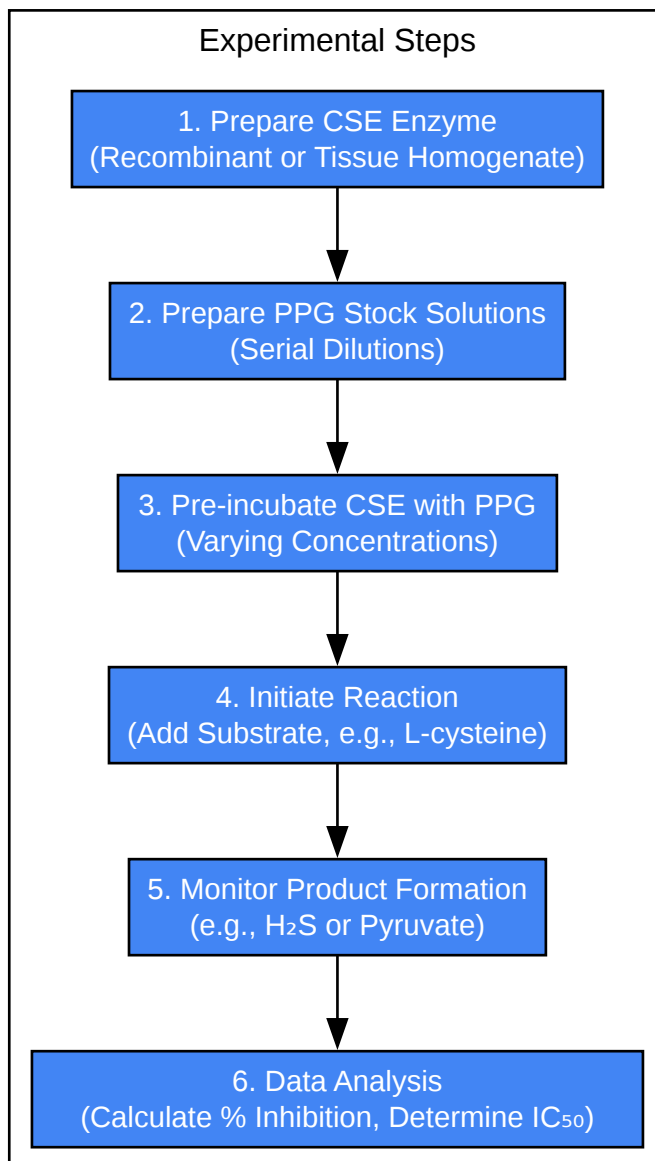 Experimental Steps
1. Prepare CSE Enzyme
(Recombinant or Tissue Homogenate)
2. Prepare PPG Stock Solutions
(Serial Dilutions)
3. Pre-incubate CSE with PPG
(Varying Concentrations)
4. Initiate Reaction
(Add Substrate, e.g., L-cysteine)
5. Monitor Product Formation
(e.g., H₂S or Pyruvate)
6. Data Analysis
(Calculate % Inhibition, Determine IC₅₀)